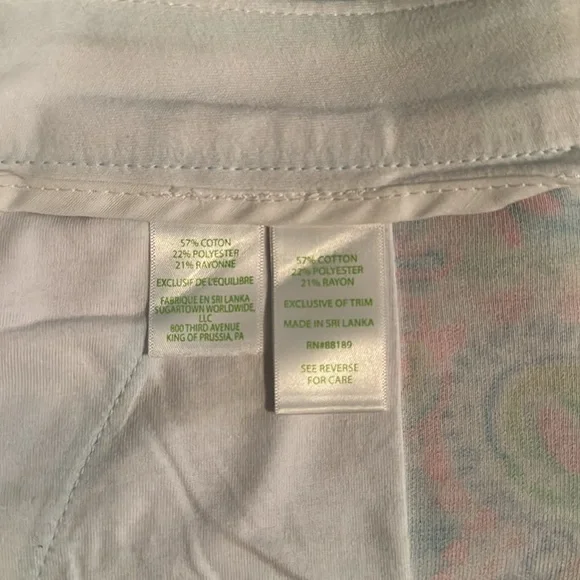 57% COTON
22% POLYESTER
21% RAYONNE
EXCLUSIF DE L'EQUILIBRE
FABRIQUE EN SRI LANKA
SUGARTOWN WORLDWIDE,
LLC
800 THIRD AVENUE
KING OF PRUSSIA, PA
57% COTTON
22% POLYESTER
21% RAYON
EXCLUSIVE OF TRIM
MADE IN SRI LANKA
RN#88189
SEE REVERSE
FOR CARE